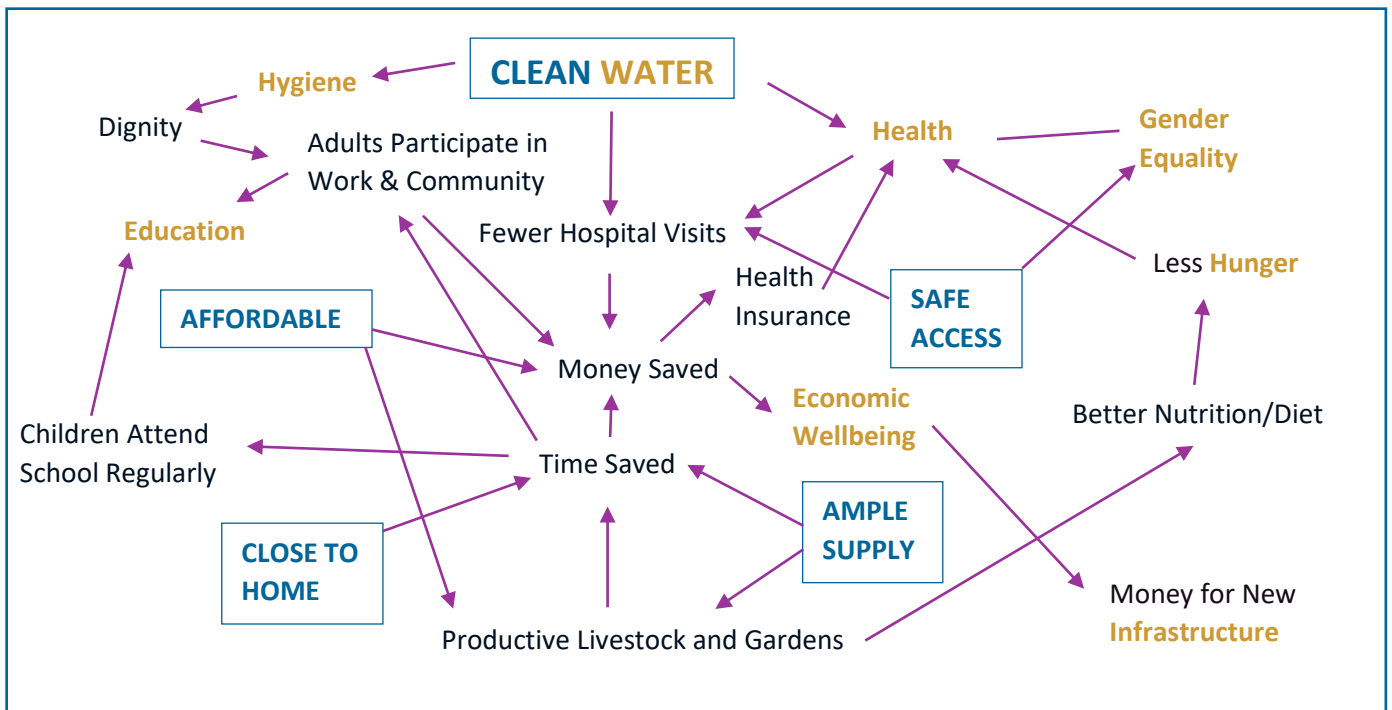 CLEAN WATER
Hygiene
Dignity
Adults Participate in
Work & Community
Health
Gender
Equality
Education
Fewer Hospital Visits
Less Hunger
Health
Insurance
SAFE
ACCESS
AFFORDABLE
Money Saved
Economic
Wellbeing
Better Nutrition/Diet
Children Attend
School Regularly
Time Saved
AMPLE
SUPPLY
CLOSE TO
HOME
Money for New
Infrastructure
Productive Livestock and Gardens